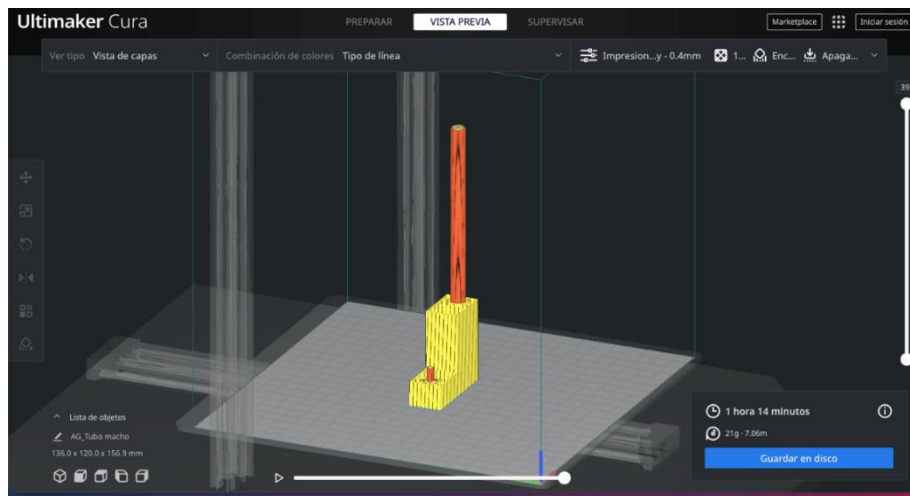 Ultimaker Cura
PREPARAR VISTA PREVIA SUPERVISAR
Marketplace Iniciar sesión
Ver tipo Vista de capas Combinación de colores Tipo de línea Impresion...y - 0.4mm 1... Enc... Apaga...
39
Lista de objetos
AG_Tubo macho
136.0 x 120.0 x 156.9 mm
1 hora 14 minutos
21g · 7.06m
Guardar en disco